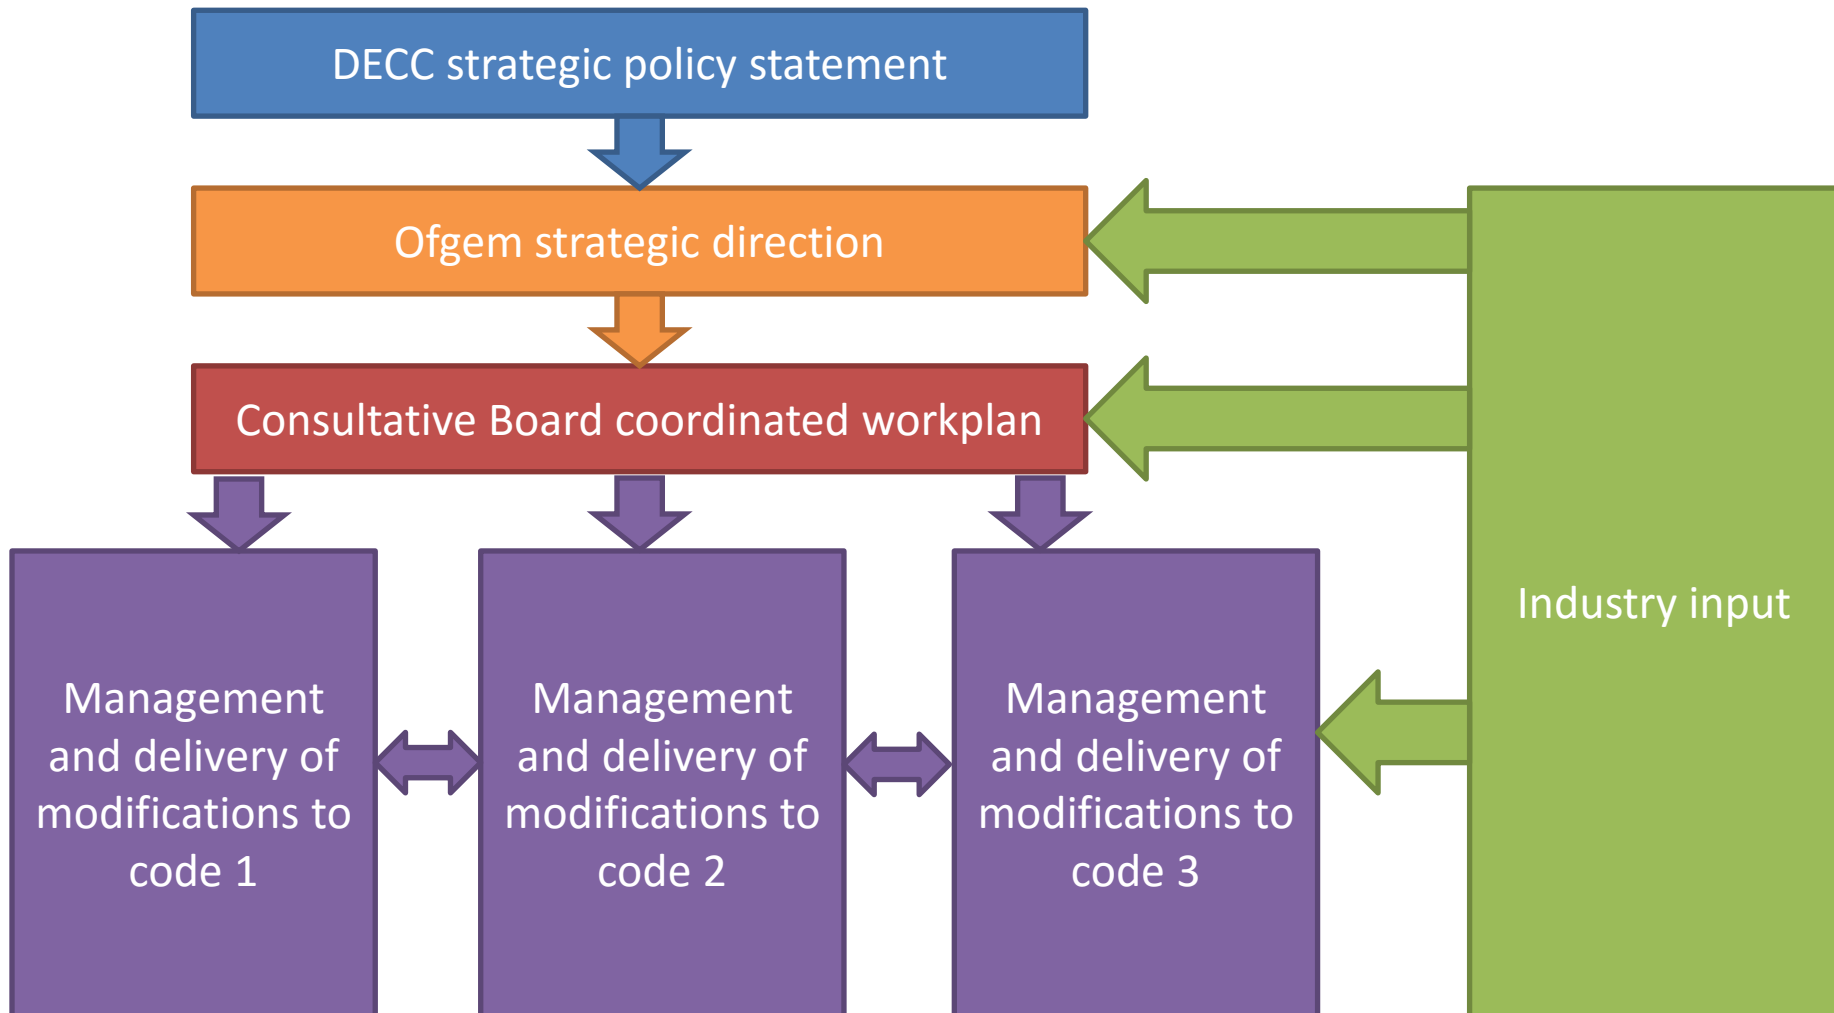 DECC strategic policy statement
Ofgem strategic direction
Consultative Board coordinated workplan
Management
and delivery of
modifications to
code 1
Management
and delivery of
modifications to
code 2
Management
and delivery of
modifications to
code 3
Industry input